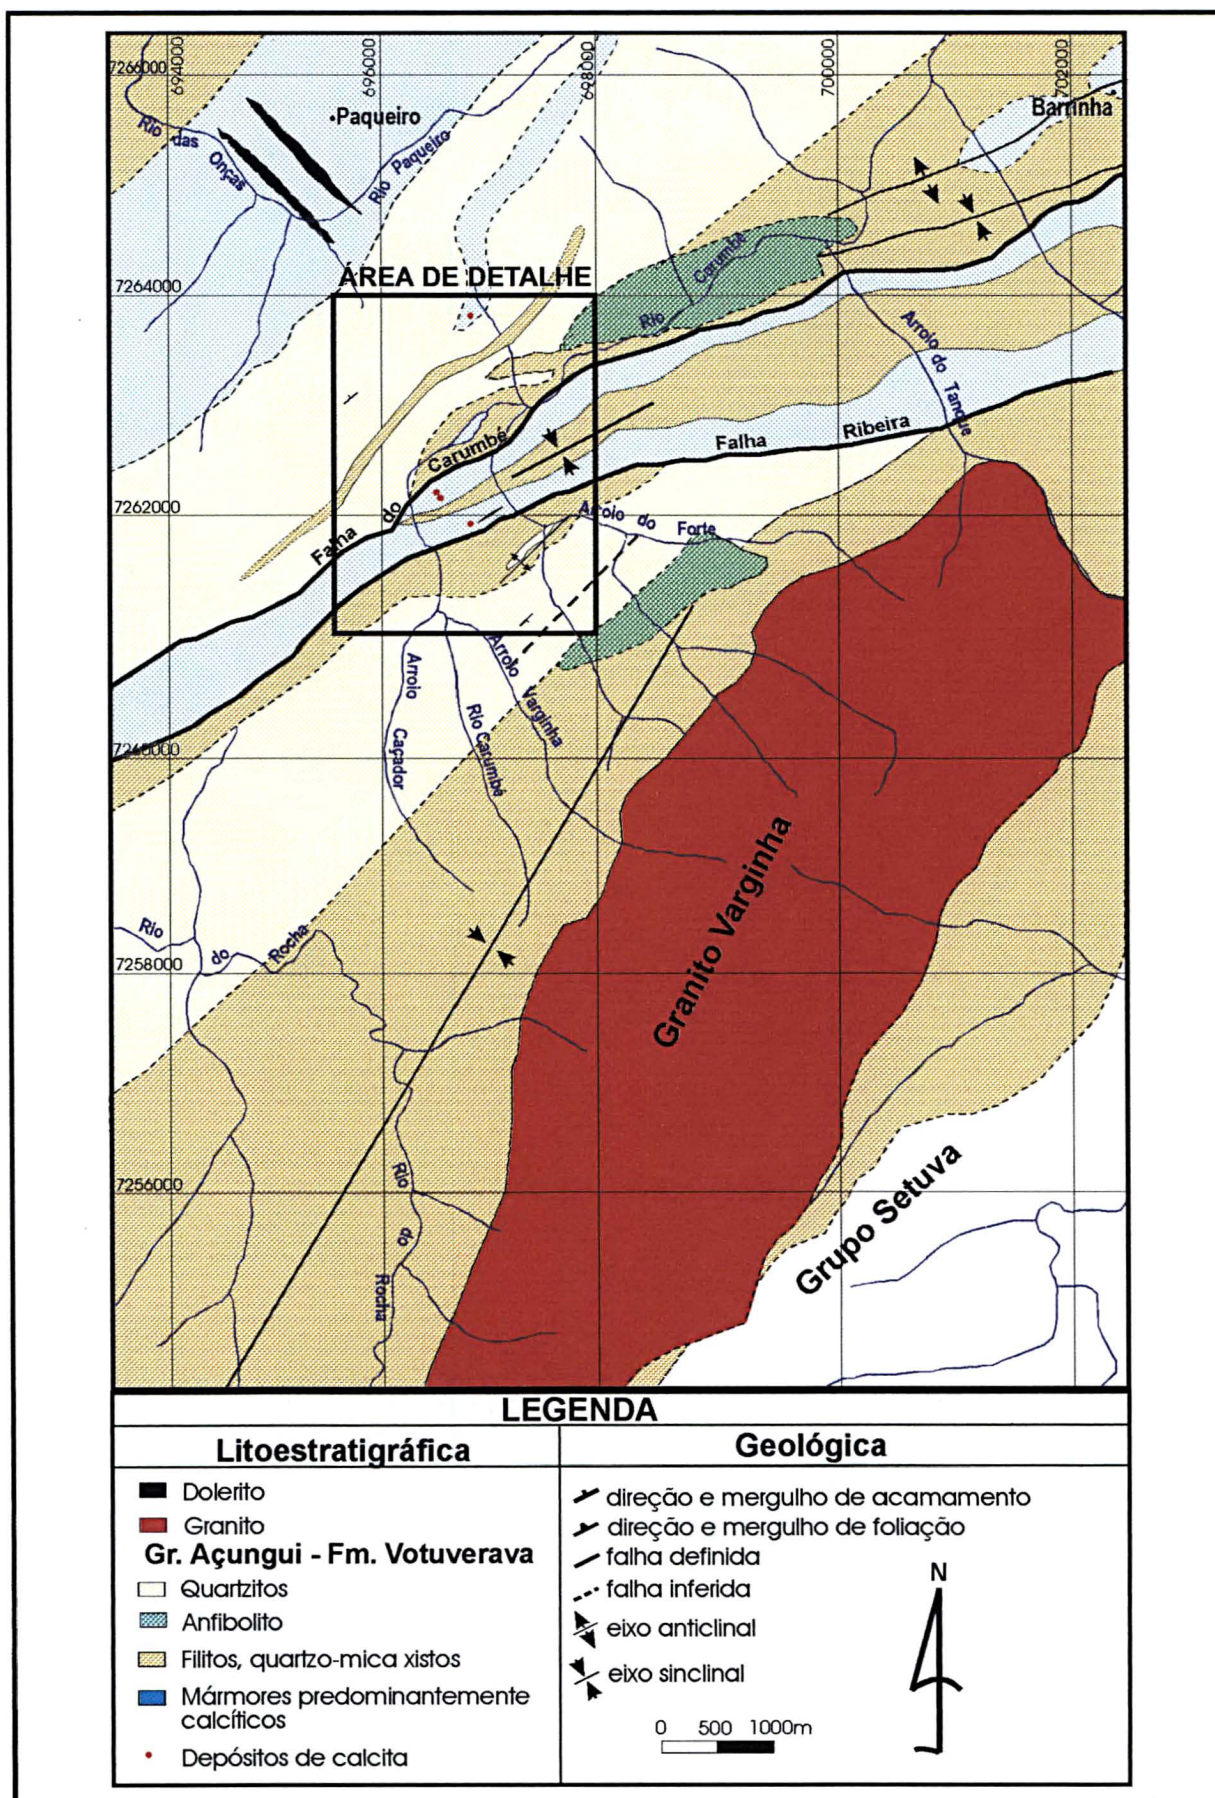 7266000
694000
696000
698000
700000
702000
Paqueiro
Barrinha
Rio das Onças
Rio Paqueiro
ÁREA DE DETALHE
7264000
Rio Carumbé
Arroio do Tanque
Falha do Carumbé
Falha Ribeira
7262000
Arroio do Forte
Arroio Caçador
Rio Carumbé
Arroio Varginha
Granito Varginha
Rio do Rocha
7258000
7256000
Rio do Rocha
Grupo Setuva
LEGENDA
Litoestratigráfica
Dolerito
Granito
Gr. Açungui - Fm. Votuverava
Quartzitos
Anfibolito
Filitos, quartzo-mica xistos
Mármores predominantemente
calcíticos
Depósitos de calcita
Geológica
direção e mergulho de acamamento
direção e mergulho de foliação
falha definida
falha inferida
eixo anticlinal
eixo sinclinal
N
0 500 1000m